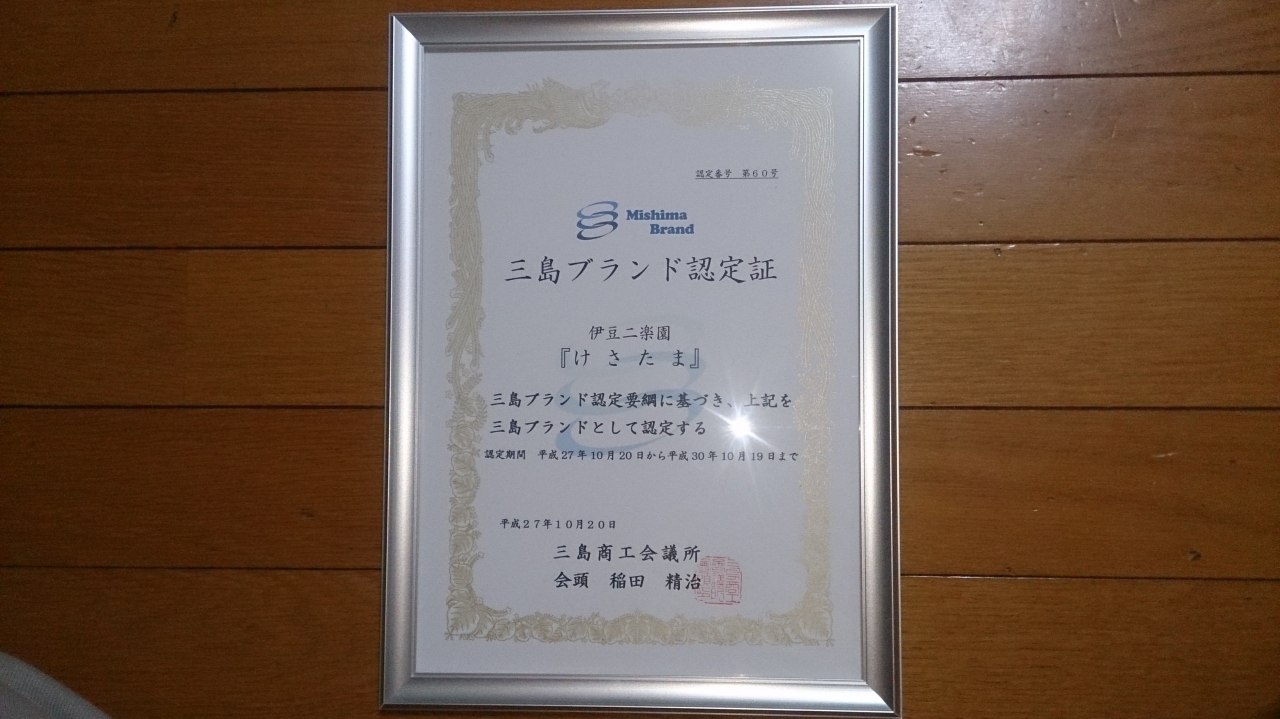 認定番号　第６０号
Mishima
Brand
三島ブランド認定証
伊豆二楽園
『けさたま』
三島ブランド認定要綱に基づき、上記を
三島ブランドとして認定する
認定期間　平成27年10月20日から平成30年10月19日まで
平成２７年１０月２０日
三島商工会議所
会頭　稲田　精治